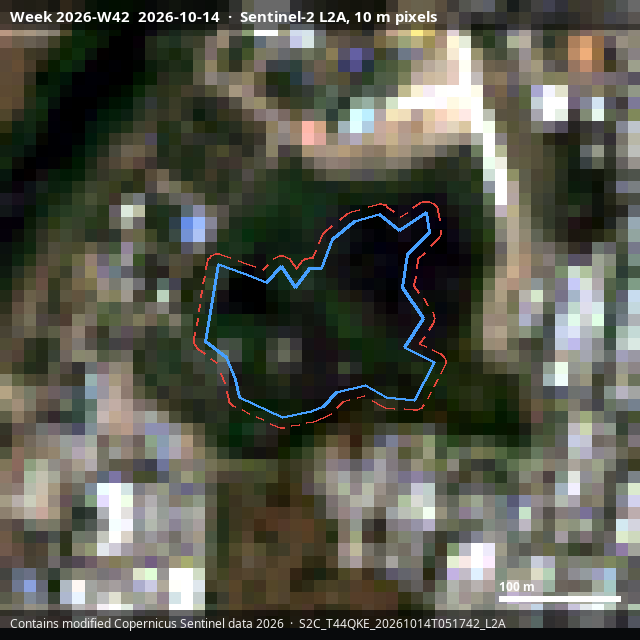 Week 2026-W42 2026-10-14 · Sentinel-2 L2A, 10 m pixels
100 m
Contains modified Copernicus Sentinel data 2026 · S2C_T44QKE_20261014T051742_L2A